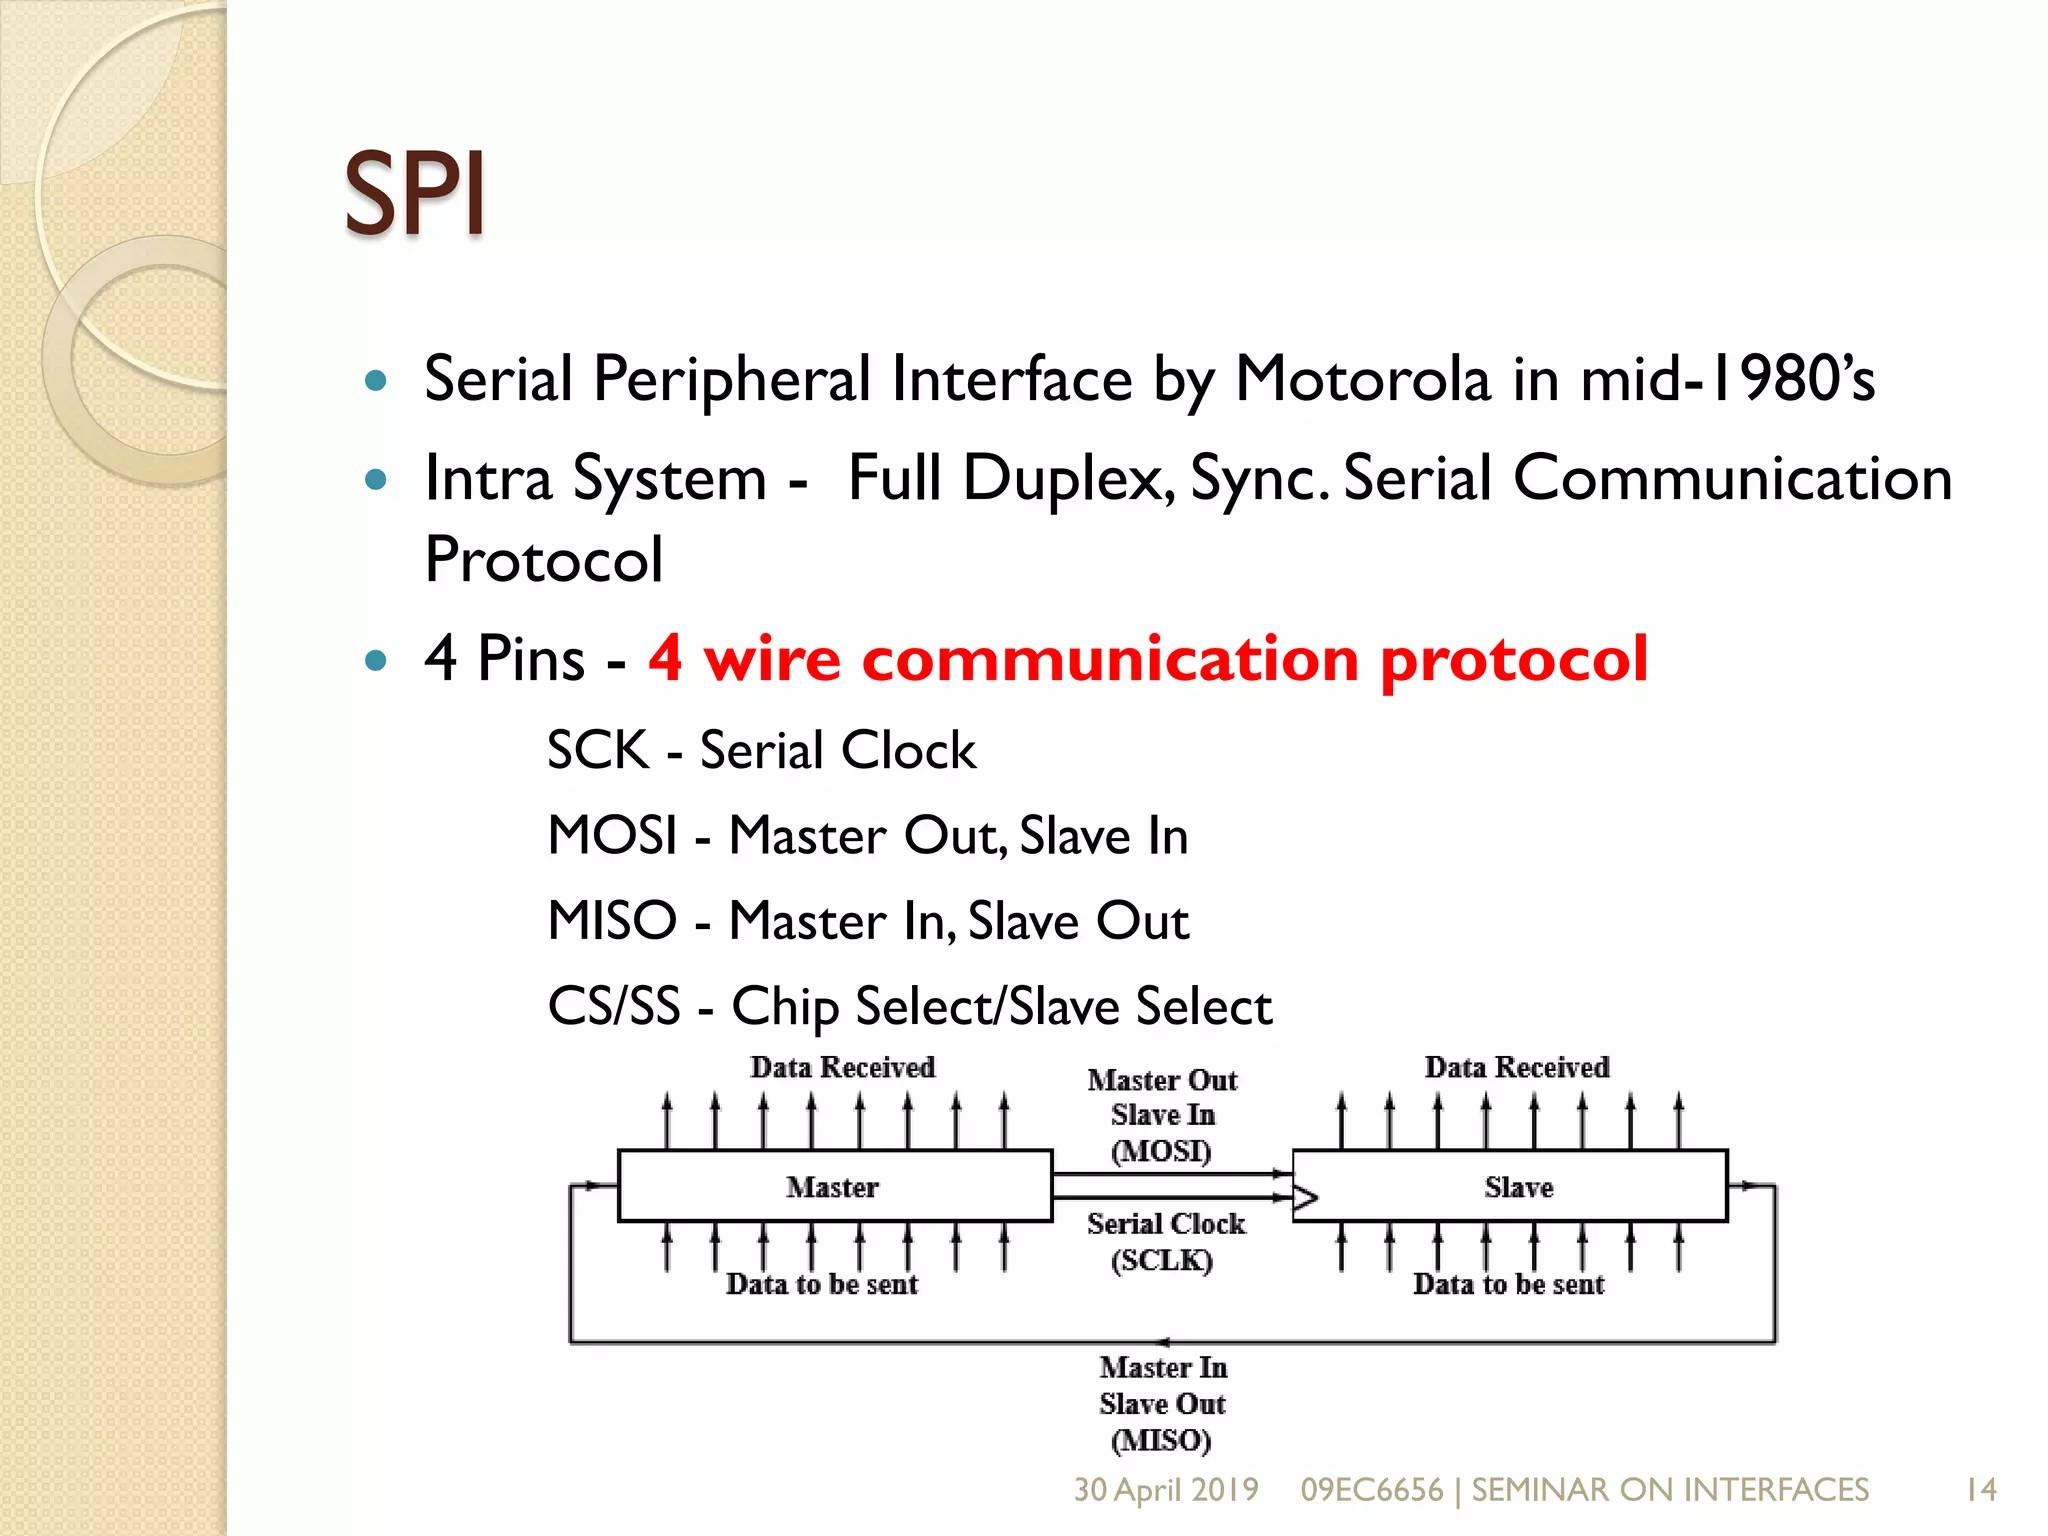 SPI
• Serial Peripheral Interface by Motorola in mid-1980’s
• Intra System - Full Duplex, Sync. Serial Communication
Protocol
• 4 Pins - 4 wire communication protocol
SCK - Serial Clock
MOSI - Master Out, Slave In
MISO - Master In, Slave Out
CS/SS - Chip Select/Slave Select
Data Received
Master Out
Slave In
(MOSI)
Data Received
Master
Slave
Serial Clock
(SCLK)
Data to be sent
Data to be sent
Master In
Slave Out
(MISO)
30 April 2019 09EC6656 | SEMINAR ON INTERFACES 14